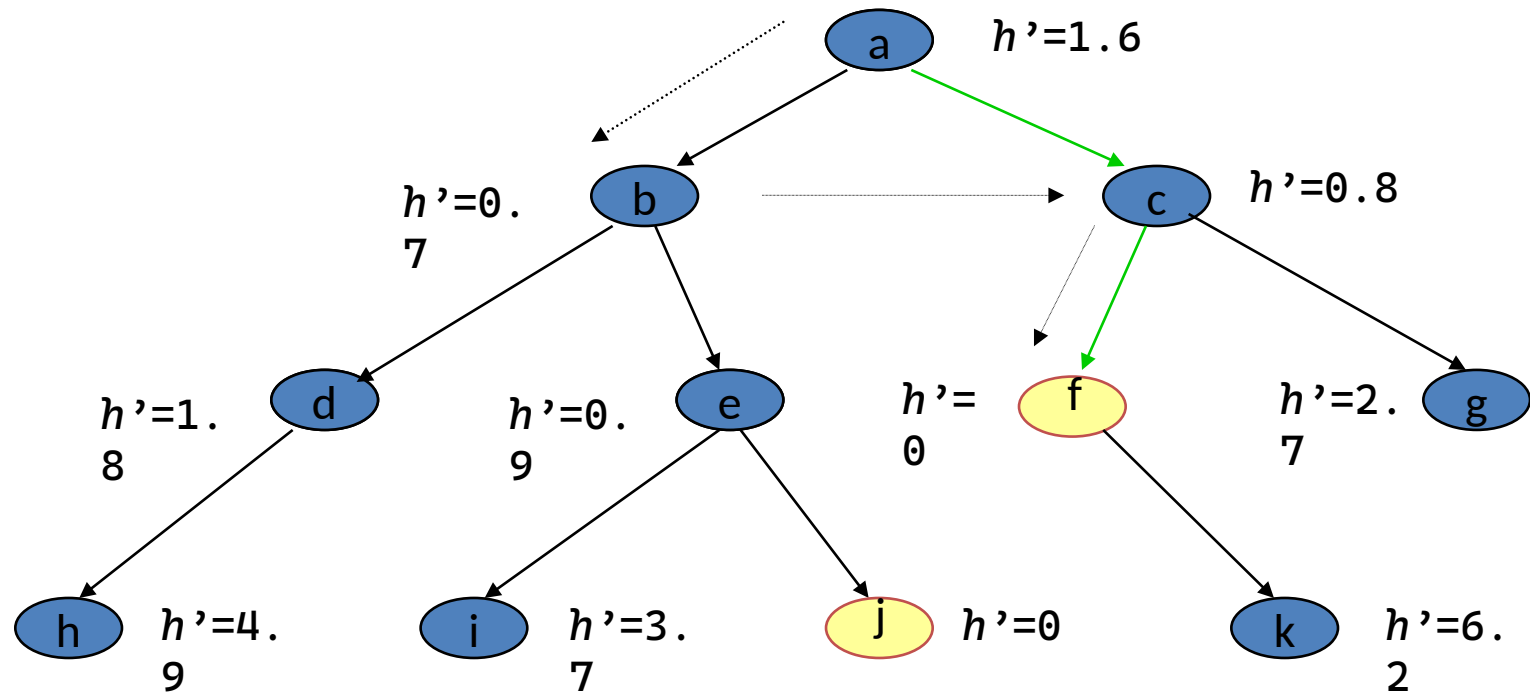 a
h’=1.6
b
h’=0.
7
c
h’=0.8
d
h’=1.
8
e
h’=0.
9
f
h’=
0
g
h’=2.
7
h
h’=4.
9
i
h’=3.
7
j
h’=0
k
h’=6.
2